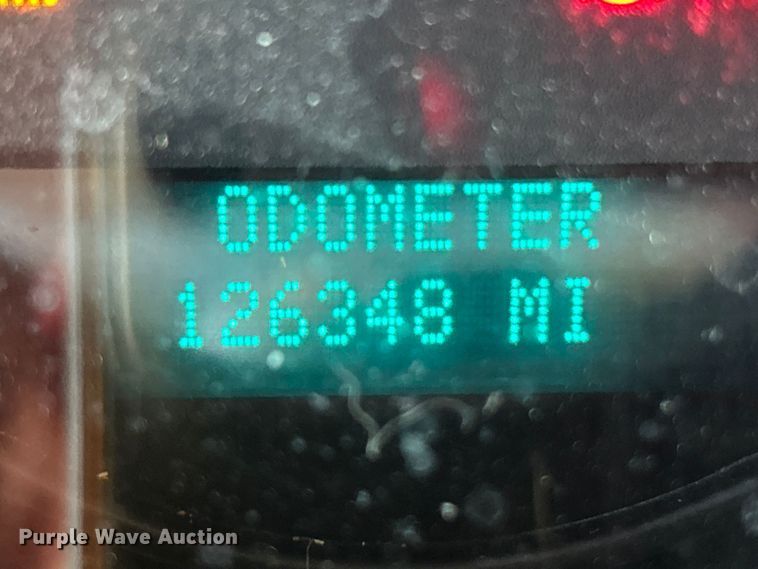 ODOMETER
126348 MI
Purple Wave Auction